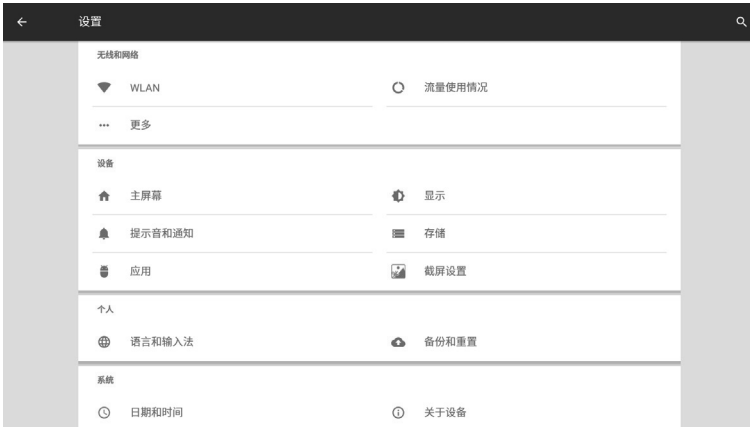 设置
无线和网络
WLAN
流量使用情况
更多
设备
主屏幕
显示
提示音和通知
存储
应用
截屏设置
个人
语言和输入法
备份和重置
系统
日期和时间
关于设备